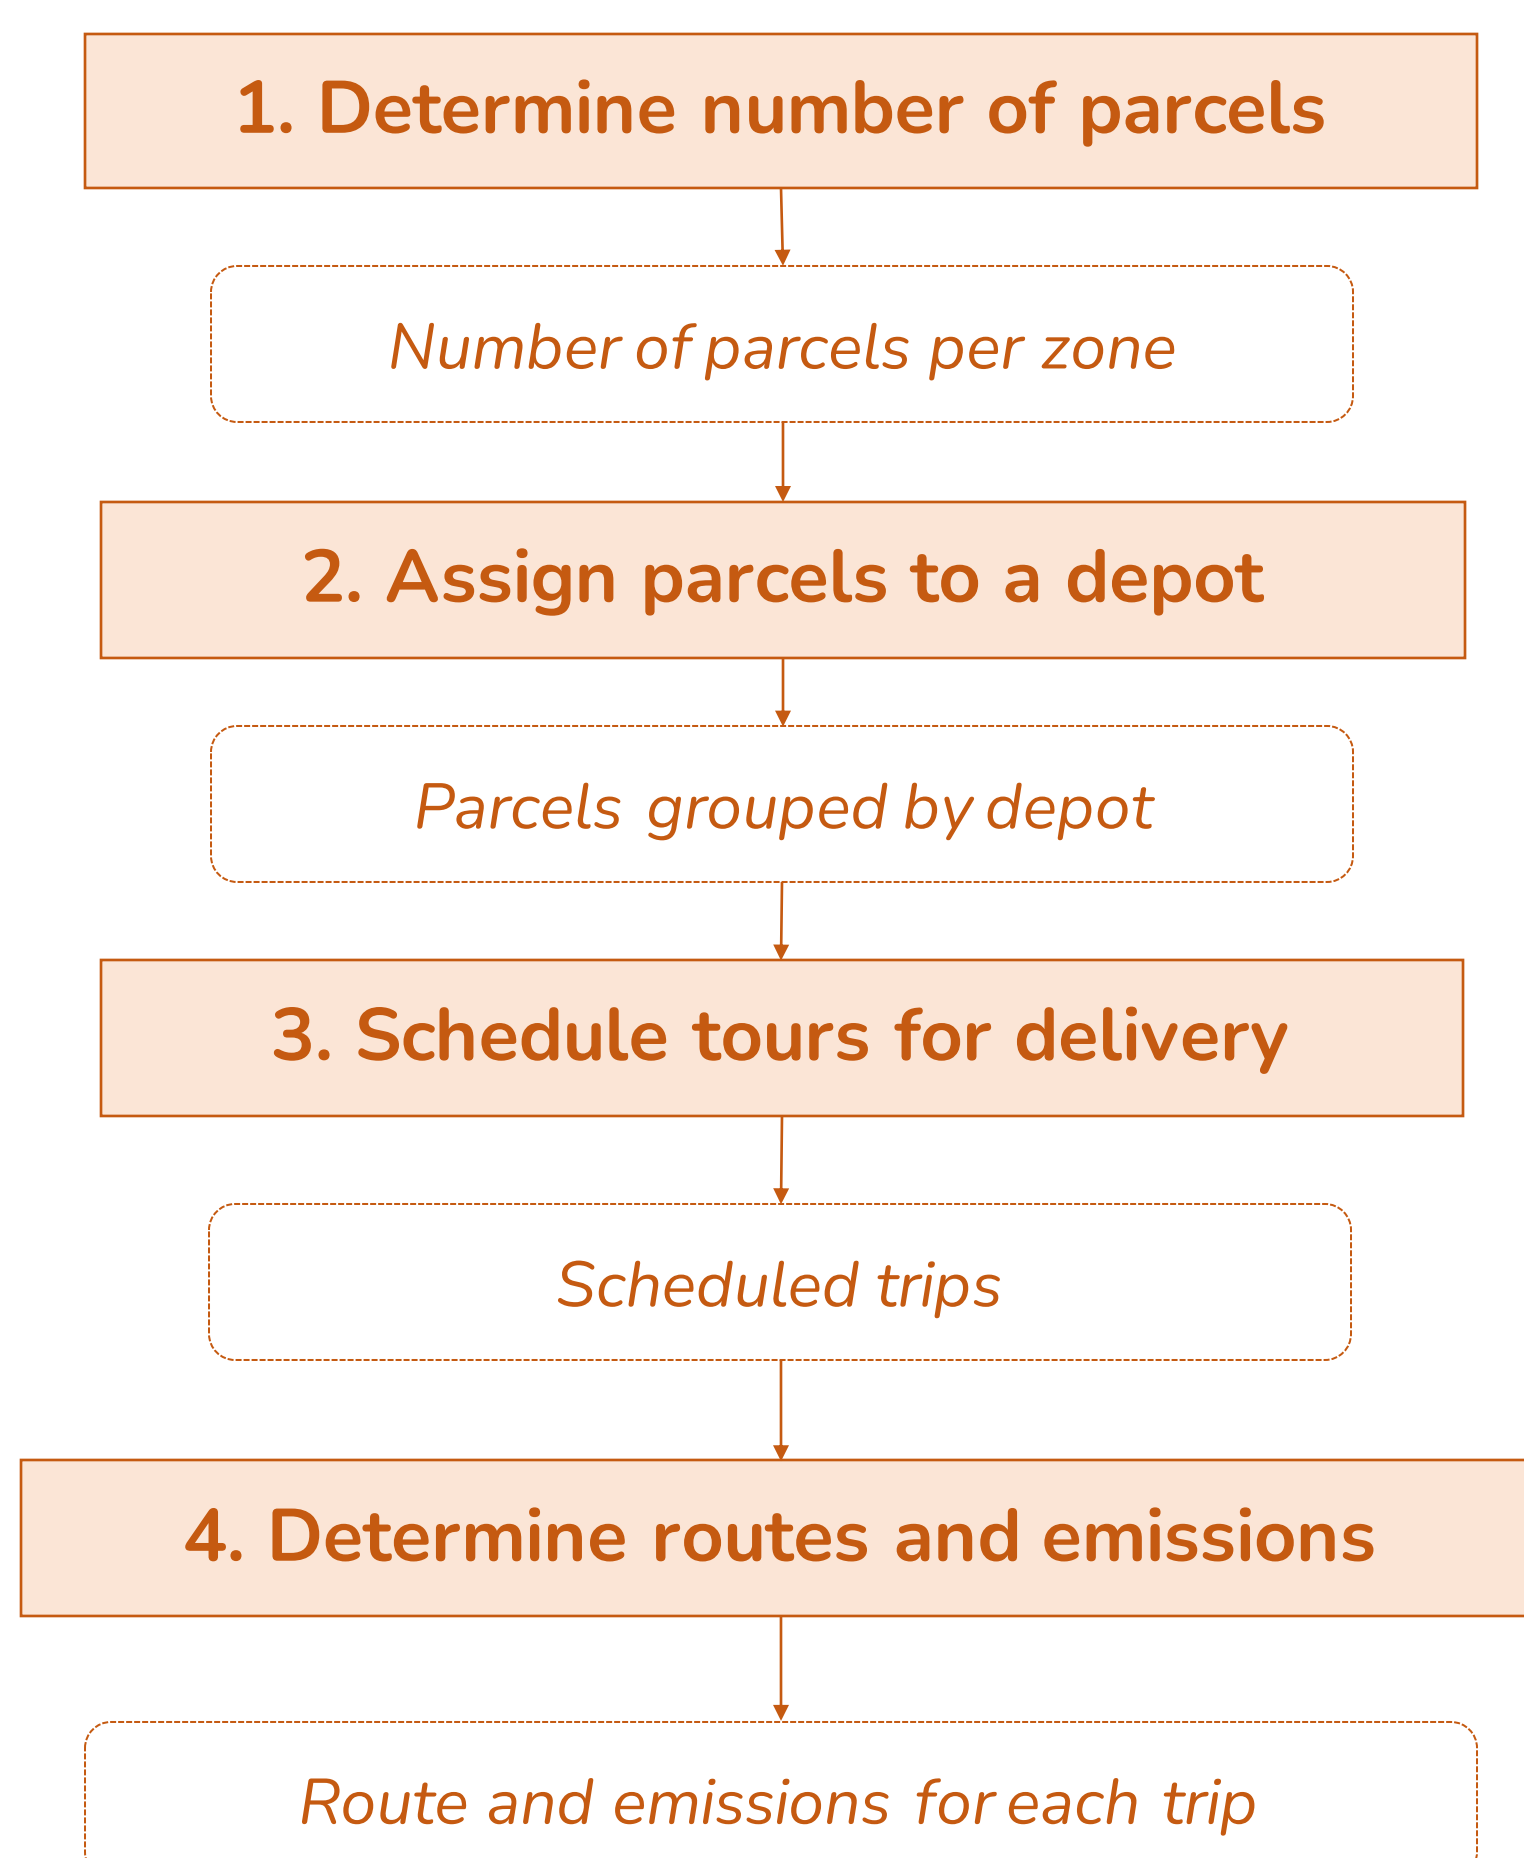 1. Determine number of parcels
Number of parcels per zone
2. Assign parcels to a depot
Parcels grouped by depot
3. Schedule tours for delivery
Scheduled trips
4. Determine routes and emissions
Route and emissions for each trip